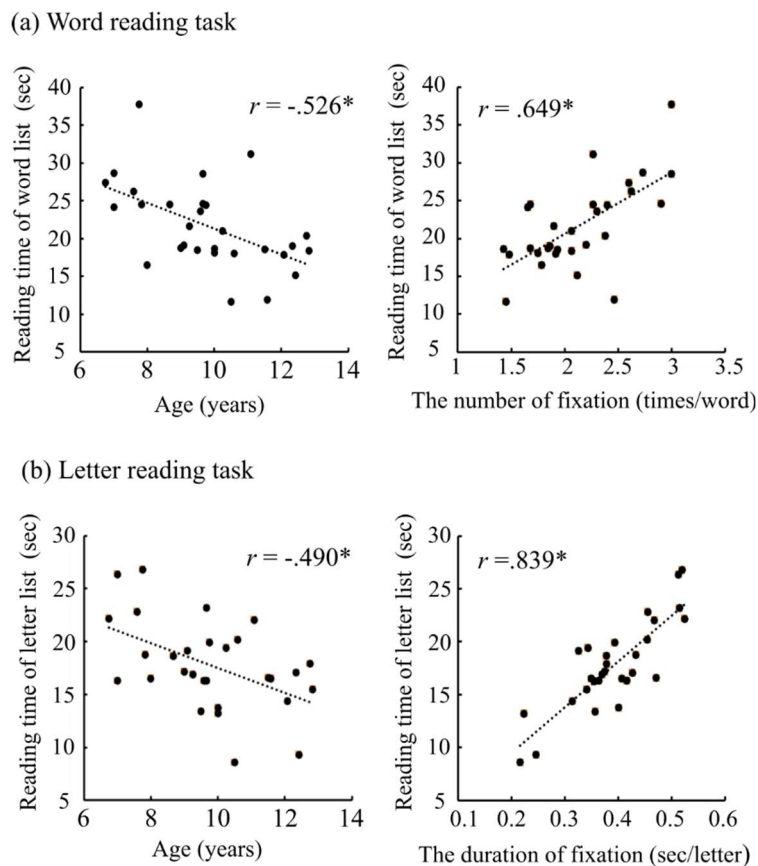 (a) Word reading task
Reading time of word list (sec)
40
35
30
25
20
15
10
5
r = -.526*
6 8 10 12 14
Age (years)
Reading time of word list (sec)
40
35
30
25
20
15
10
5
r = .649*
1 1.5 2 2.5 3 3.5
The number of fixation (times/word)
(b) Letter reading task
Reading time of letter list (sec)
30
25
20
15
10
5
r = -.490*
6 8 10 12 14
Age (years)
Reading time of letter list (sec)
30
25
20
15
10
5
r =.839*
0.1 0.2 0.3 0.4 0.5 0.6
The duration of fixation (sec/letter)